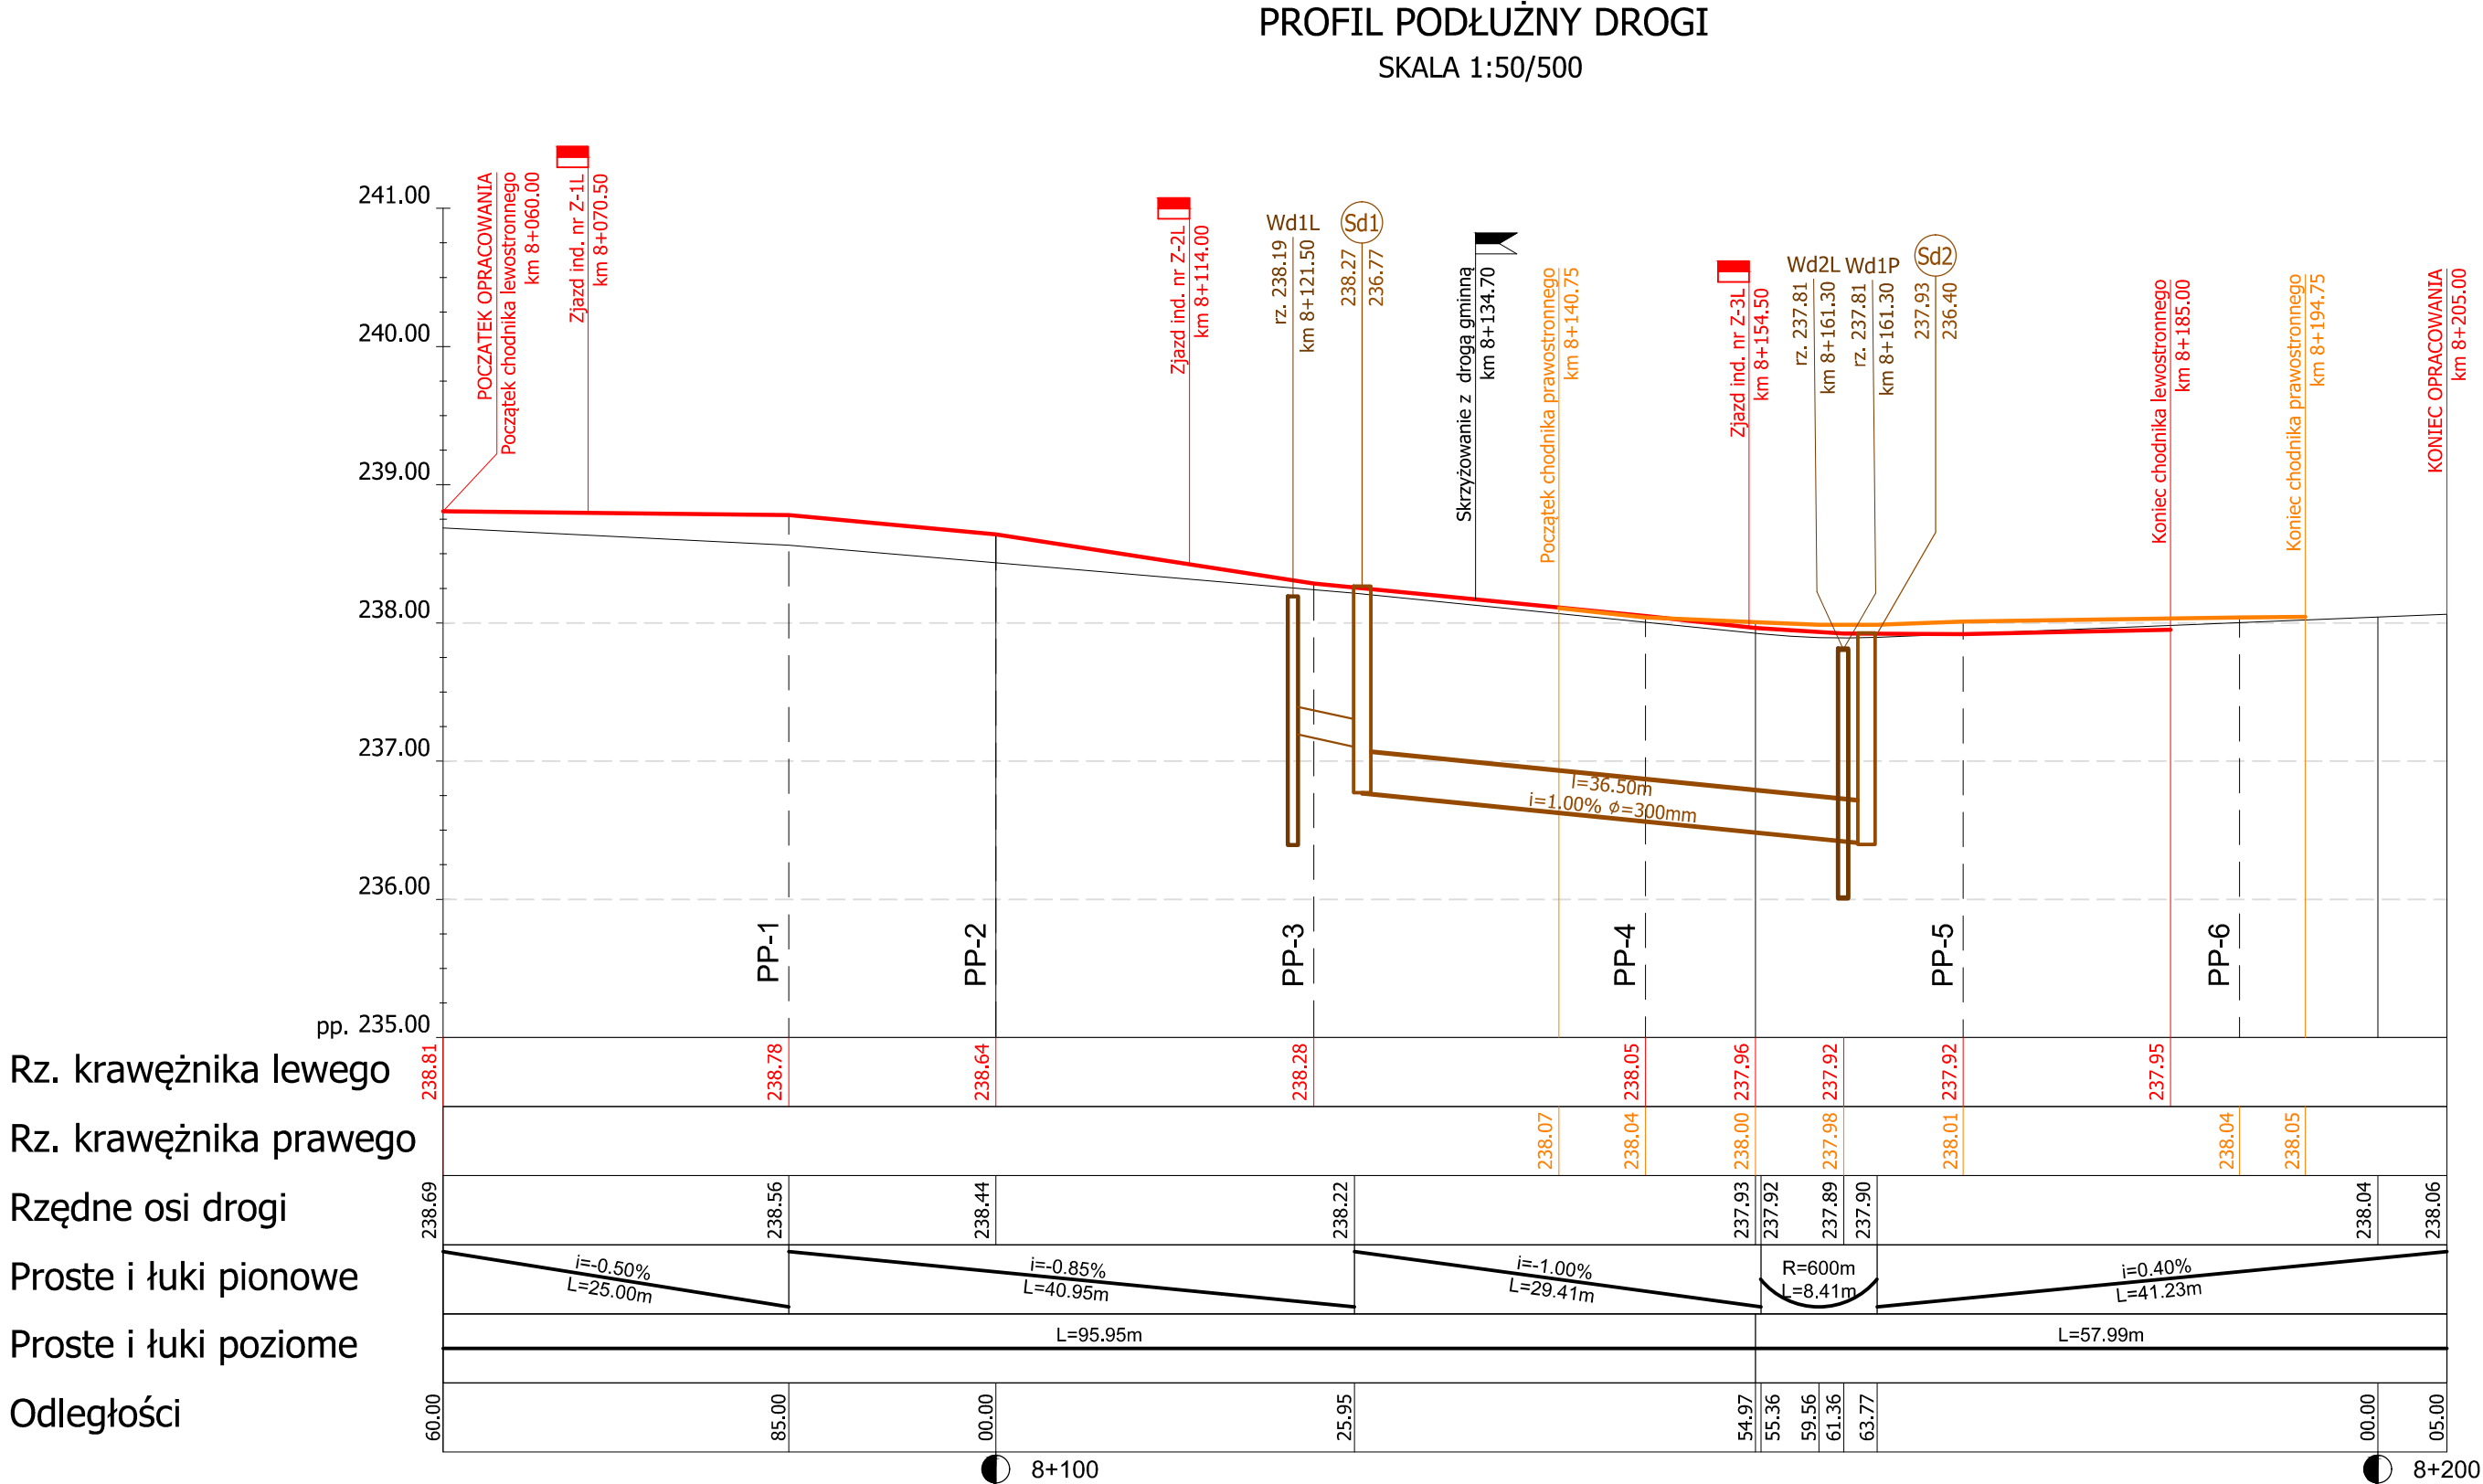 PROFIL PODŁUŻNY DROGI
SKALA 1:50/500
POCZATEK OPRACOWANIA
Początek chodnika lewostronnego
km 8+060.00
Zjazd ind. nr Z-1L
km 8+070.50
Zjazd ind. nr Z-2L
km 8+114.00
Wd1L
rz. 238.19
km 8+121.50
Sd1
238.27
236.77
Skrzyżowanie z drogą gminną
km 8+134.70
Początek chodnika prawostronnego
km 8+140.75
Zjazd ind. nr Z-3L
km 8+154.50
Wd2L
rz. 237.81
km 8+161.30
Wd1P
rz. 237.81
km 8+161.30
Sd2
237.93
236.40
Koniec chodnika lewostronnego
km 8+185.00
Koniec chodnika prawostronnego
km 8+194.75
KONIEC OPRACOWANIA
km 8+205.00
241.00
240.00
239.00
238.00
237.00
236.00
pp. 235.00
l=36.50m
i=1.00% ϕ=300mm
PP-1
PP-2
PP-3
PP-4
PP-5
PP-6
Rz. krawężnika lewego
238.81
238.78
238.64
238.28
238.05
237.96
237.92
237.92
237.95
Rz. krawężnika prawego
238.07
238.04
238.00
237.98
238.01
238.04
238.05
Rzędne osi drogi
238.69
238.56
238.44
238.22
237.93
237.92
237.89
237.90
238.04
238.06
Proste i łuki pionowe
i=-0.50%
L=25.00m
i=-0.85%
L=40.95m
i=-1.00%
L=29.41m
R=600m
L=8.41m
i=0.40%
L=41.23m
Proste i łuki poziome
L=95.95m
L=57.99m
Odległości
60.00
85.00
00.00
25.95
54.97
55.36
59.56
61.36
63.77
00.00
05.00
8+100
8+200